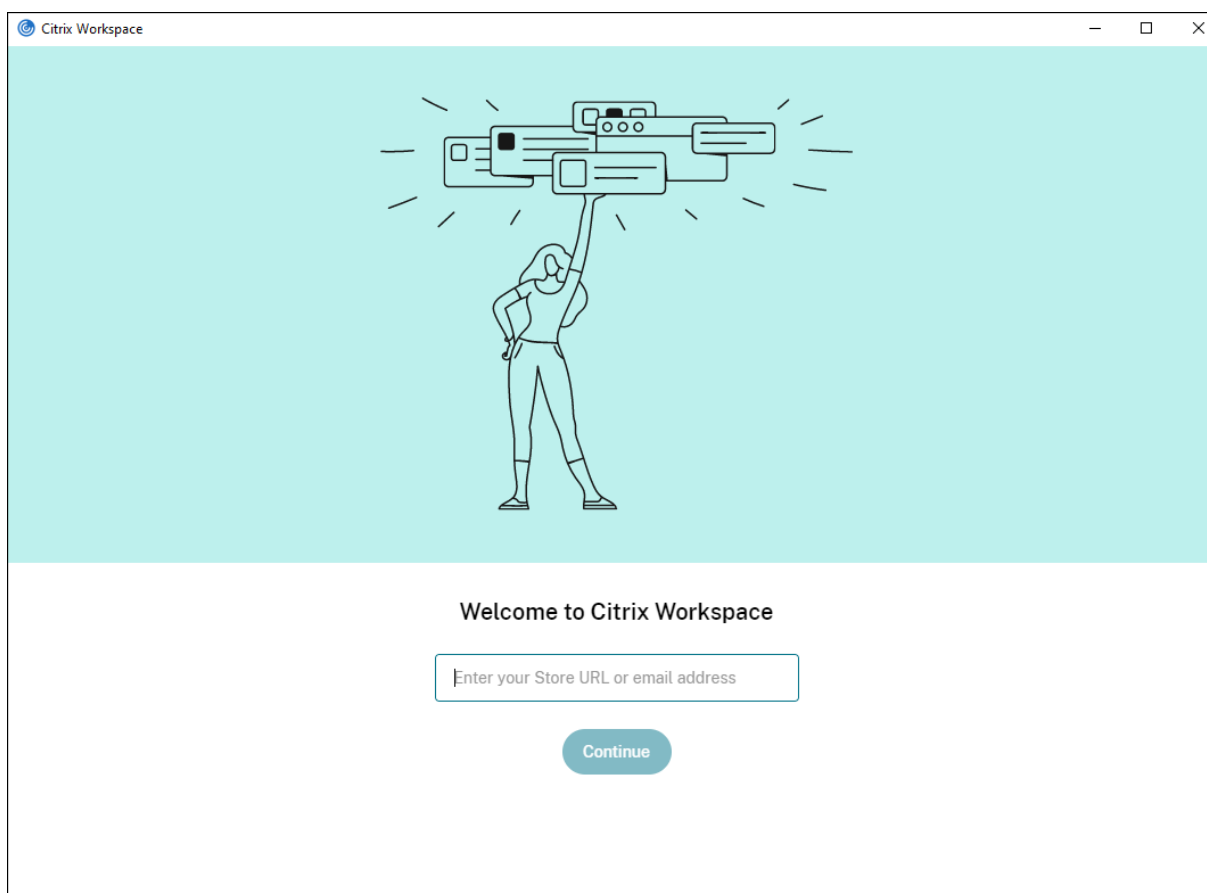 Citrix Workspace
Welcome to Citrix Workspace
Enter your Store URL or email address
Continue